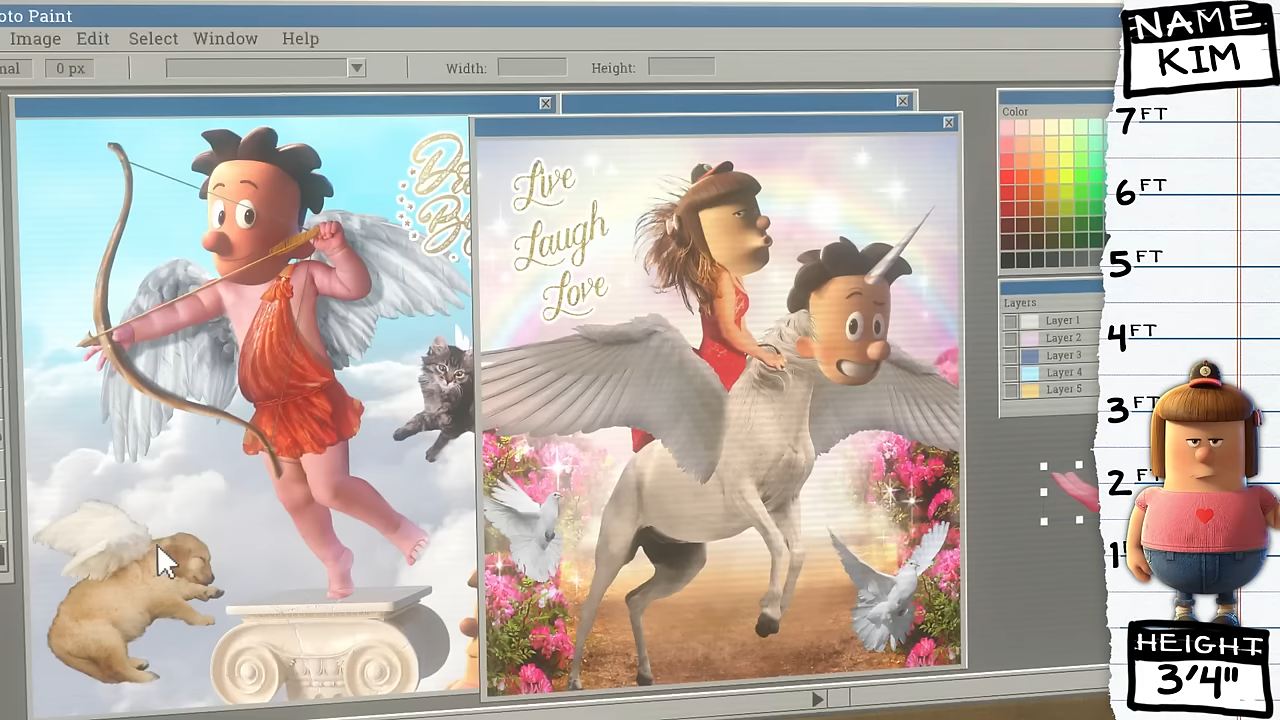 oto Paint
Image Edit Select Window Help
0 px
Width:
Height:
Live
Laugh
Love
Color
Layers
Layer 1
Layer 2
Layer 3
Layer 4
Layer 5
NAME
KIM
7 FT
6 FT
5 FT
4 FT
3 FT
2
1
HEIGHT
3'4"